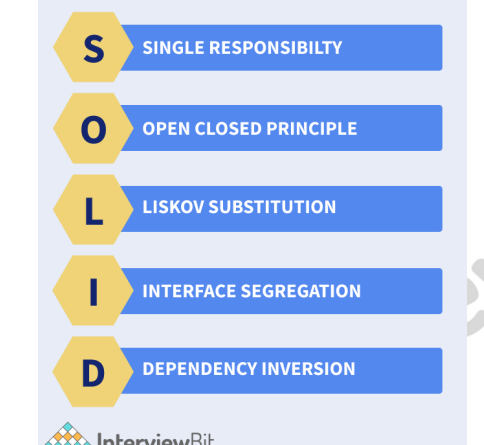 S SINGLE RESPONSIBILTY
O OPEN CLOSED PRINCIPLE
L LISKOV SUBSTITUTION
I INTERFACE SEGREGATION
D DEPENDENCY INVERSION
InterviewBit